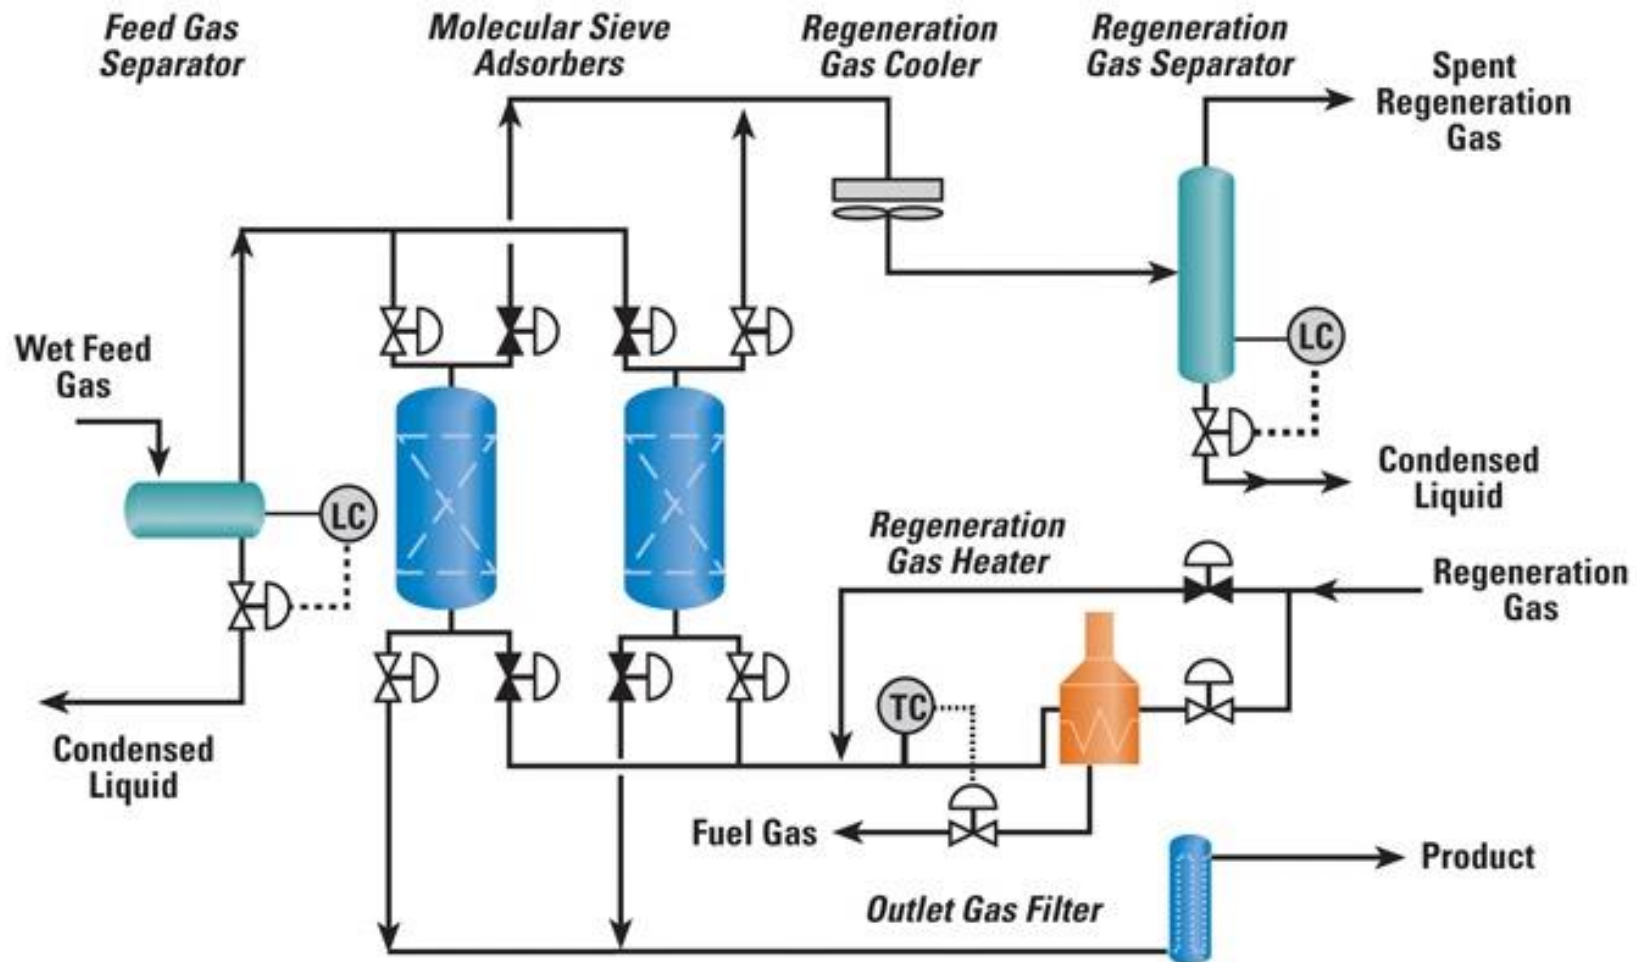 Feed Gas
Separator
Molecular Sieve
Adsorbers
Regeneration
Gas Cooler
Regeneration
Gas Separator
Spent
Regeneration
Gas
Wet Feed
Gas
LC
LC
Condensed
Liquid
Regeneration
Gas Heater
Regeneration
Gas
TC
Condensed
Liquid
Fuel Gas
Product
Outlet Gas Filter